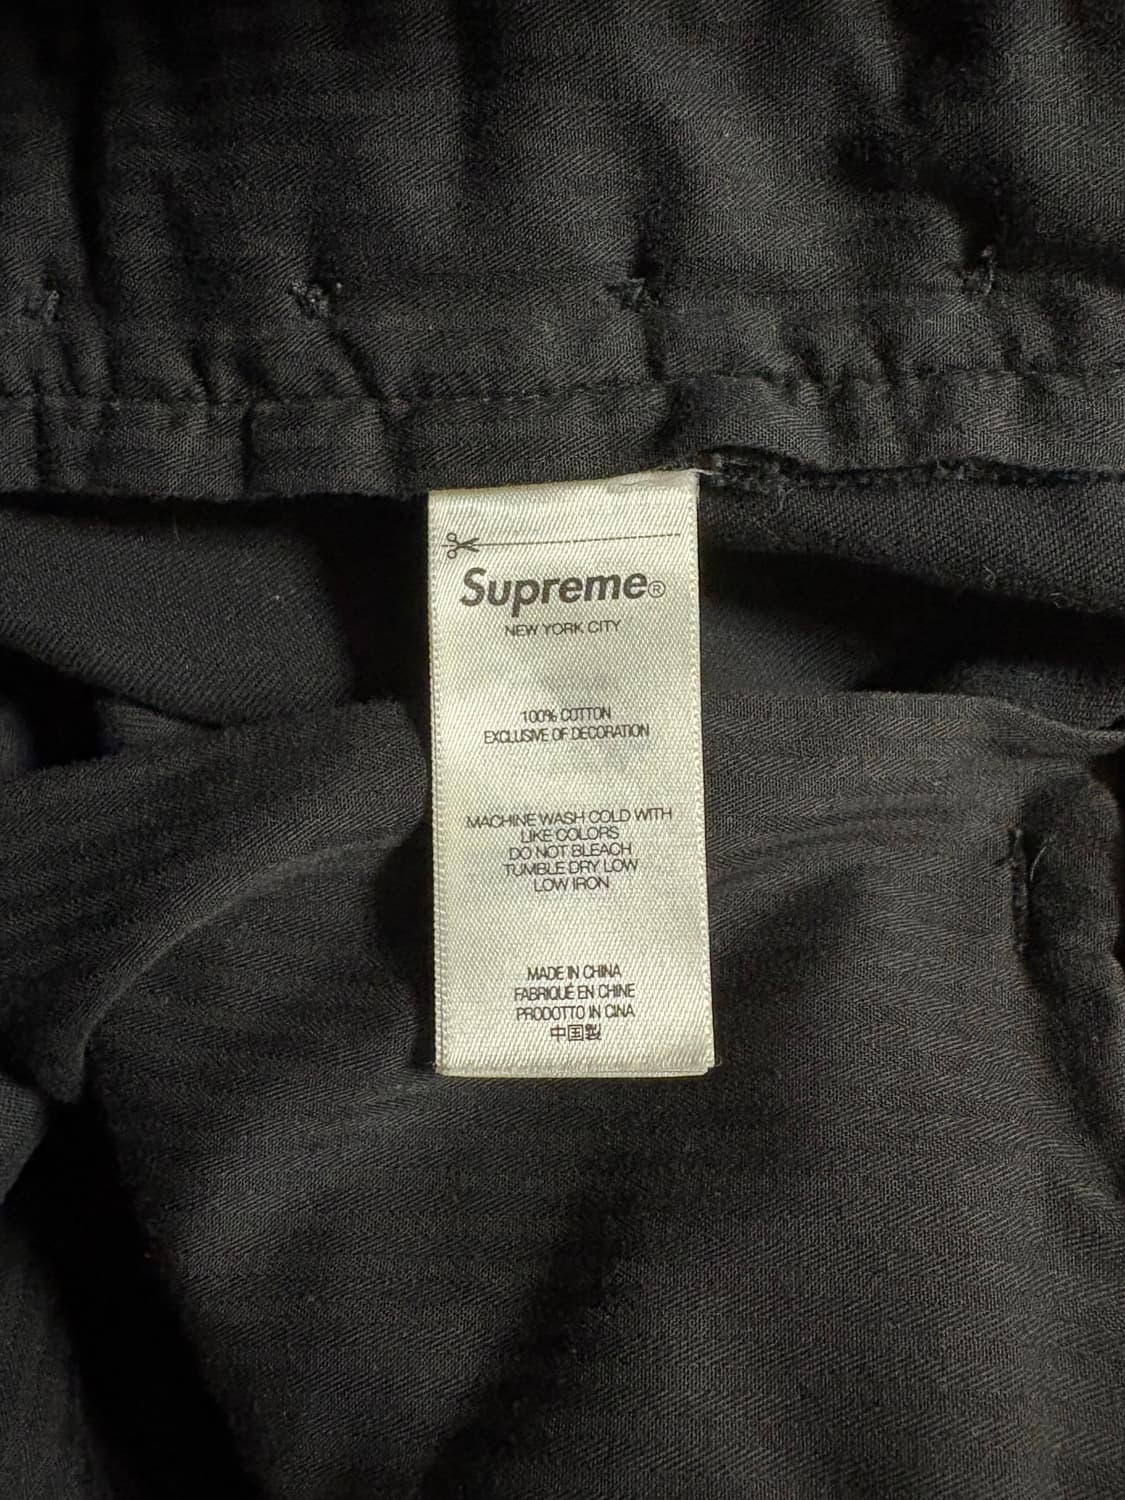 Supreme®
NEW YORK CITY
100% COTTON
EXCLUSIVE OF DECORATION
MACHINE WASH COLD WITH
LIKE COLORS
DO NOT BLEACH
TUMBLE DRY LOW
LOW IRON
MADE IN CHINA
FABRIQUÉ EN CHINE
PRODOTTO IN CINA
中国製